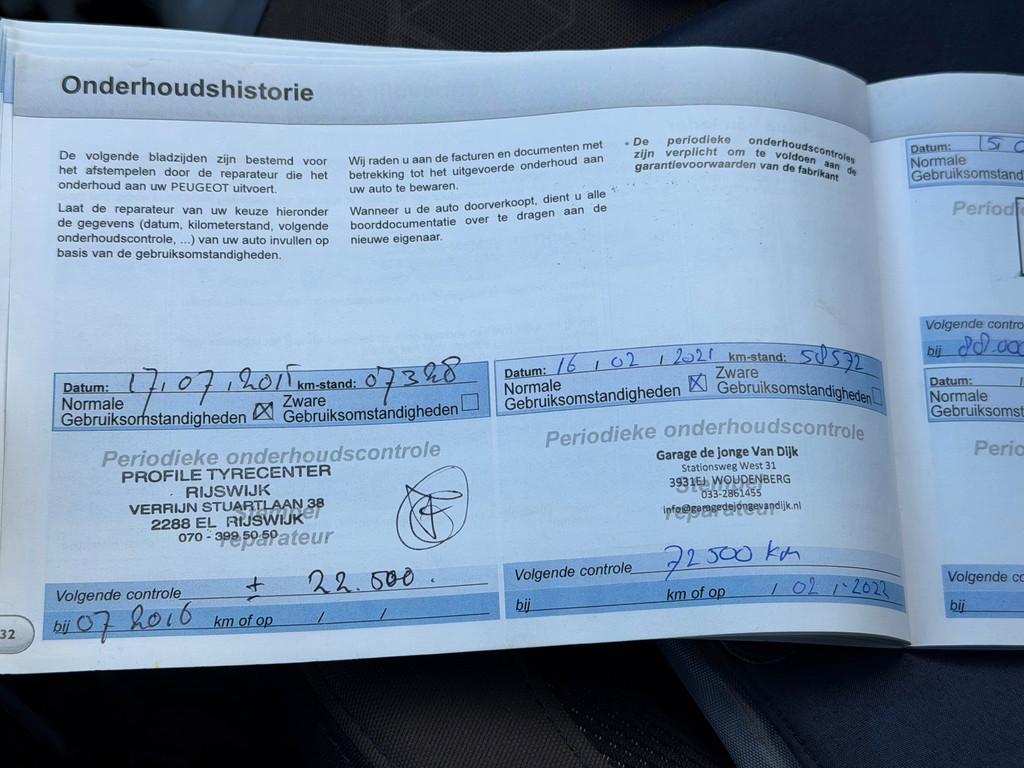 Onderhoudshistorie
De volgende bladzijden zijn bestemd voor
het afstempelen door de reparateur die het
onderhoud aan uw PEUGEOT uitvoert.
Laat de reparateur van uw keuze hieronder
de gegevens (datum, kilometerstand, volgende
onderhoudscontrole, ...) van uw auto invullen op
basis van de gebruiksomstandigheden.
Wij raden u aan de facturen en documenten met
betrekking tot het uitgevoerde onderhoud aan
uw auto te bewaren.
Wanneer u de auto doorverkoopt, dient u alle
boorddocumentatie over te dragen aan de
nieuwe eigenaar.
• De periodieke onderhoudscontroles
zijn verplicht om te voldoen aan de
garantievoorwaarden van de fabrikant
Datum: 17,07,2015 km-stand: 07328
Normale
Gebruiksomstandigheden
Zware
Gebruiksomstandigheden
Periodieke onderhoudscontrole
PROFILE TYRECENTER
RIJSWIJK
VERRIJN STUARTLAAN 38
Stempel
2288 EL RIJSWIJK
070 - 399 50 50
reparateur
Volgende controle ± 22.500.
bij 07 2016 km of op / /
32
Datum: 16 , 02 , 2021 km-stand: 58572
Normale
Gebruiksomstandigheden
Zware
Gebruiksomstandigheden
Periodieke onderhoudscontrole
Garage de jonge Van Dijk
Stationsweg West 31
3931EJ WOUDENBERG
Stempel
033-2861455
info@garagedejongevandijk.nl
reparateur
Volgende controle 72500 km
bij km of op / 02 / -2022
Datum: 15
Normale
Gebruiksomstand
Period
Volgende contro
bij 88.000
Datum:
Normale
Gebruiksomst
Perio
Volgende co
bij